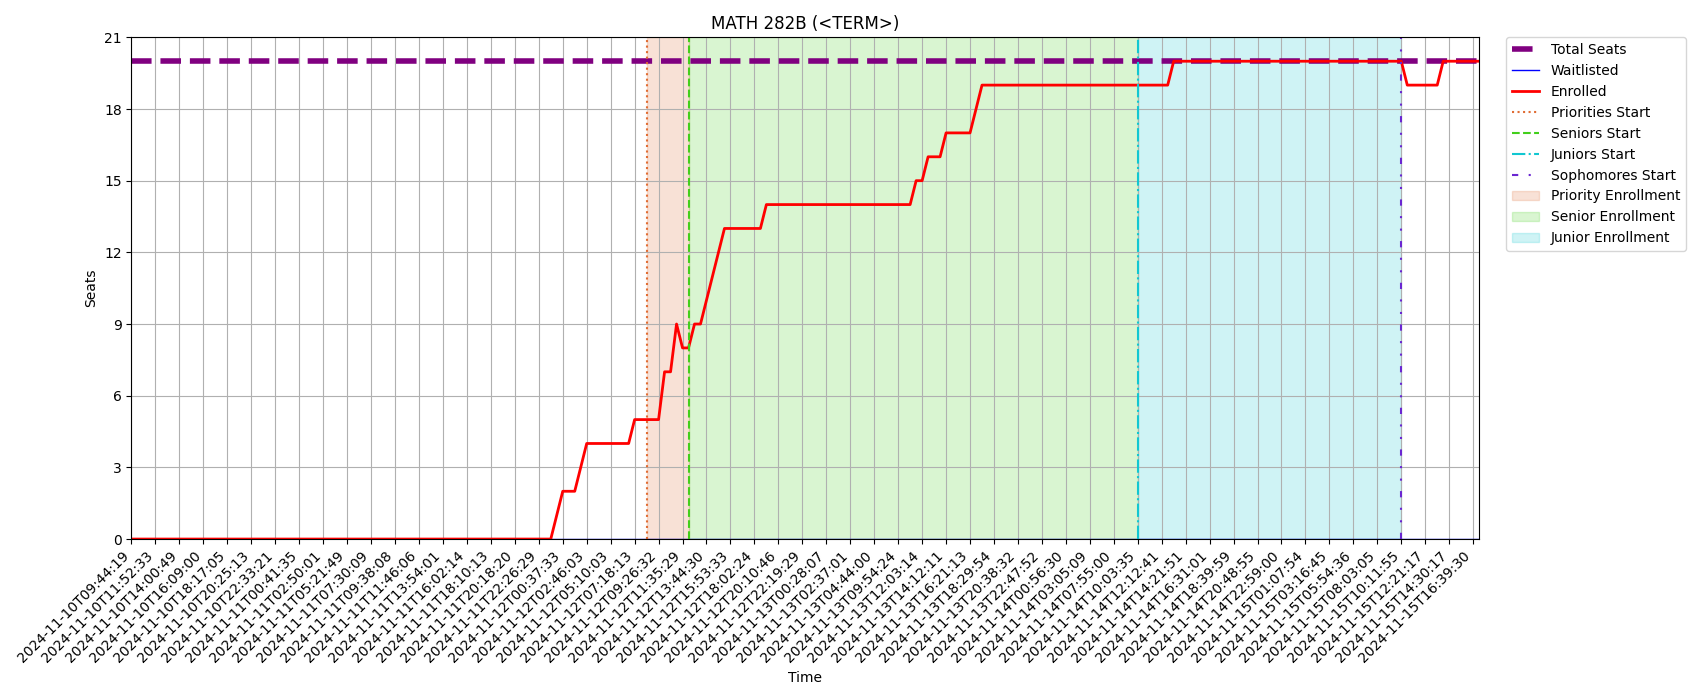 MATH 282B (<TERM>)
21
18
15
12
9
6
3
0
Seats
2024-11-10T09:44:19
2024-11-10T11:52:33
2024-11-10T14:00:49
2024-11-10T16:09:00
2024-11-10T18:17:05
2024-11-10T20:25:13
2024-11-10T22:33:21
2024-11-11T00:41:35
2024-11-11T02:50:01
2024-11-11T05:21:49
2024-11-11T07:30:09
2024-11-11T09:38:08
2024-11-11T11:46:06
2024-11-11T13:54:01
2024-11-11T16:02:14
2024-11-11T18:10:13
2024-11-11T20:18:20
2024-11-11T22:26:29
2024-11-12T00:37:33
2024-11-12T02:46:03
2024-11-12T05:10:03
2024-11-12T07:18:13
2024-11-12T09:26:32
2024-11-12T11:35:29
2024-11-12T13:44:30
2024-11-12T15:53:33
2024-11-12T18:02:24
2024-11-12T20:10:46
2024-11-12T22:19:29
2024-11-13T00:28:07
2024-11-13T02:37:01
2024-11-13T04:44:00
2024-11-13T09:54:24
2024-11-13T12:03:14
2024-11-13T14:12:11
2024-11-13T16:21:13
2024-11-13T18:29:54
2024-11-13T20:38:32
2024-11-13T22:47:52
2024-11-14T00:56:30
2024-11-14T03:05:09
2024-11-14T07:55:00
2024-11-14T10:03:35
2024-11-14T12:12:41
2024-11-14T14:21:51
2024-11-14T16:31:01
2024-11-14T18:39:59
2024-11-14T20:48:55
2024-11-14T22:59:00
2024-11-15T01:07:54
2024-11-15T03:16:45
2024-11-15T05:54:36
2024-11-15T08:03:05
2024-11-15T10:11:55
2024-11-15T12:21:17
2024-11-15T14:30:17
2024-11-15T16:39:30
Time
Total Seats
Waitlisted
Enrolled
Priorities Start
Seniors Start
Juniors Start
Sophomores Start
Priority Enrollment
Senior Enrollment
Junior Enrollment